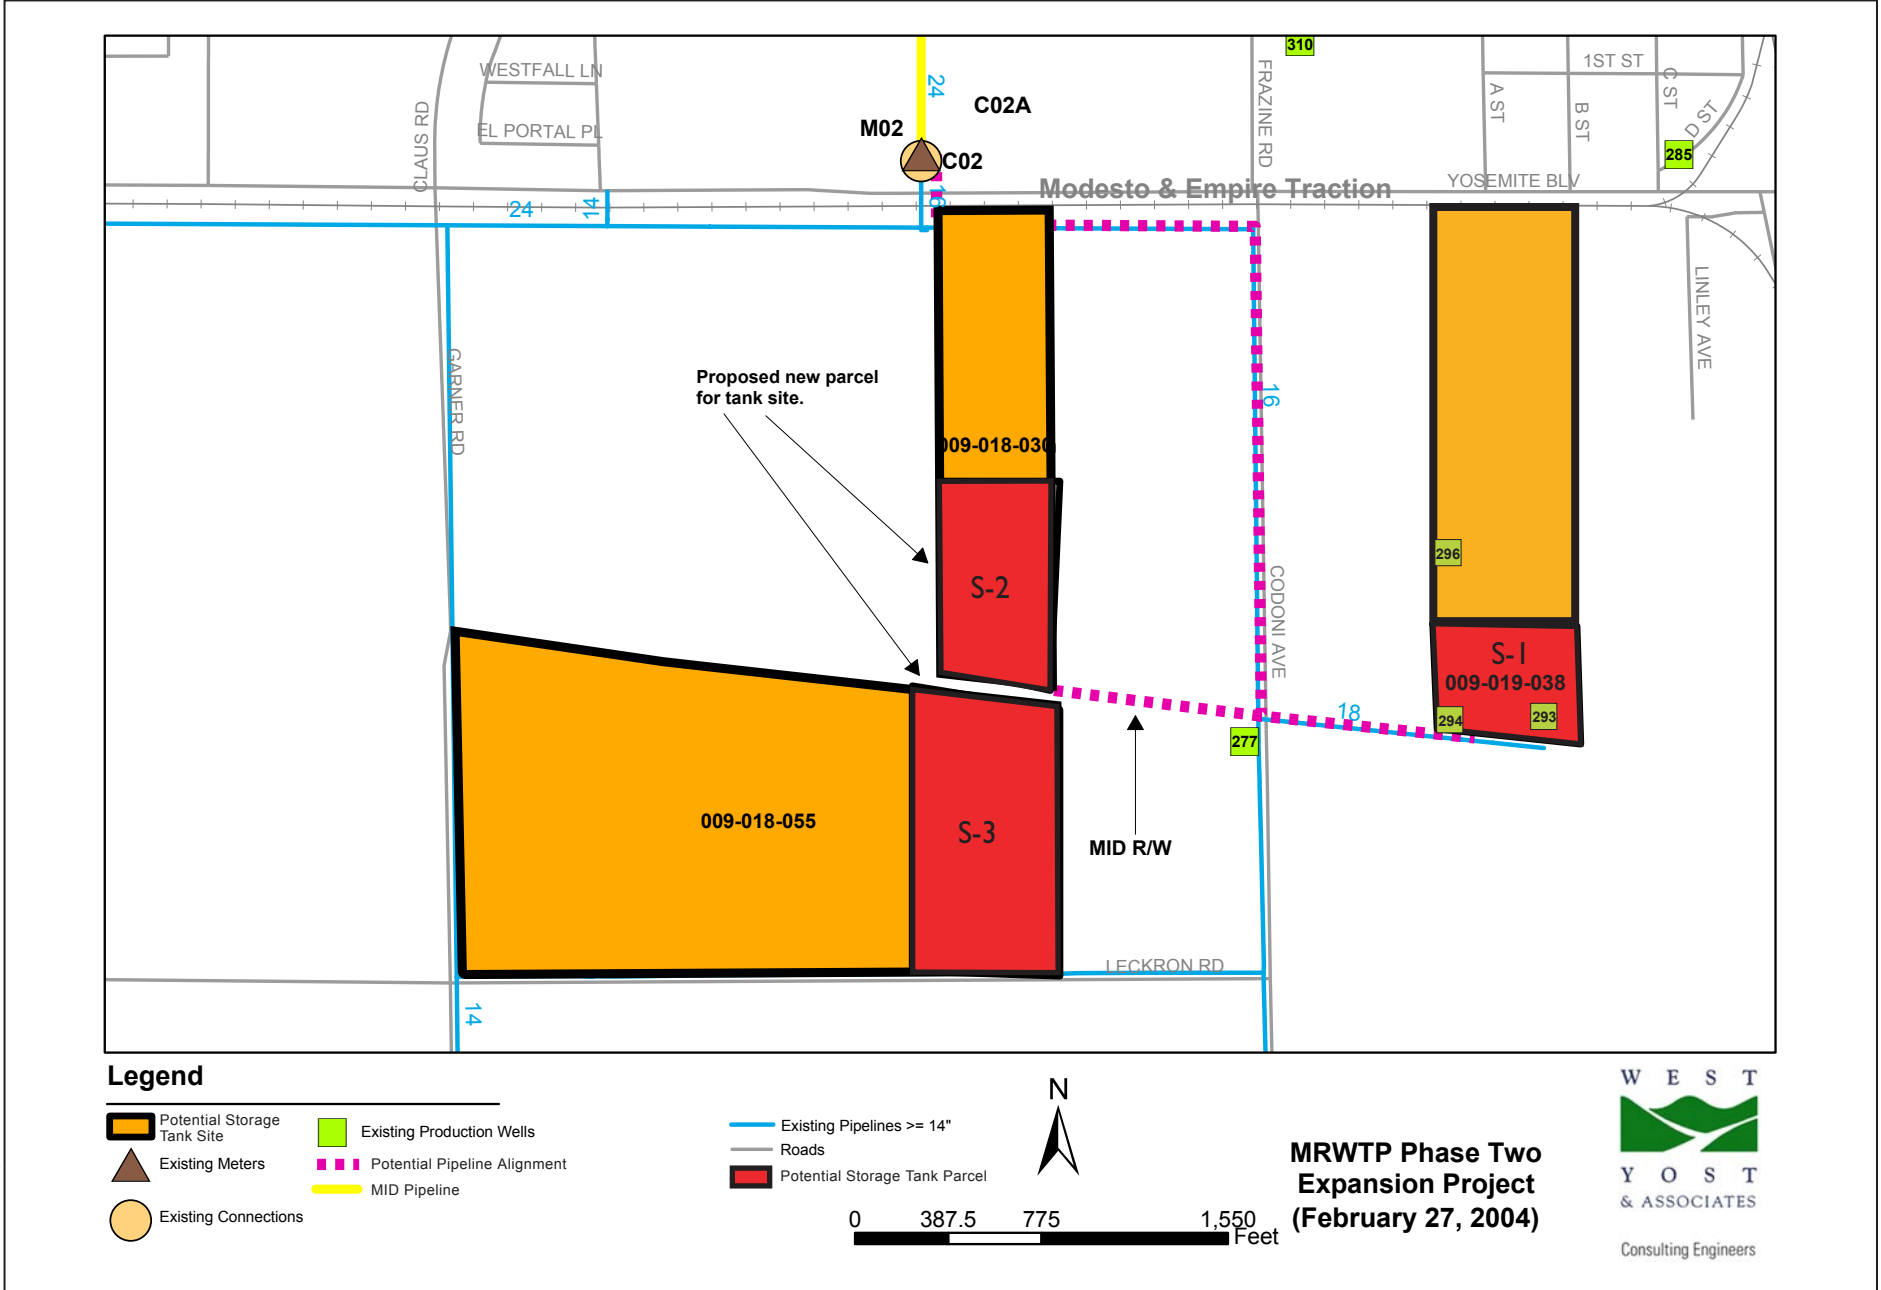 310
WESTFALL LN
1ST ST
24
C02A
FRAZINE RD
A ST
B ST
C ST
D ST
CLAUS RD
EL PORTAL PL
M02
C02
285
16
Modesto & Empire Traction
YOSEMITE BLV
24
14
LINLEY AVE
GARNER RD
Proposed new parcel
for tank site.
16
009-018-030
296
S-2
CODONI AVE
S-1
009-019-038
18
294
293
277
009-018-055
S-3
MID R/W
LECKRON RD
14
Legend
Potential Storage
Tank Site
Existing Meters
Existing Connections
Existing Production Wells
Potential Pipeline Alignment
MID Pipeline
Existing Pipelines >= 14"
Roads
Potential Storage Tank Parcel
N
0 387.5 775 1,550
Feet
MRWTP Phase Two
Expansion Project
(February 27, 2004)
WEST
YOST
& ASSOCIATES
Consulting Engineers